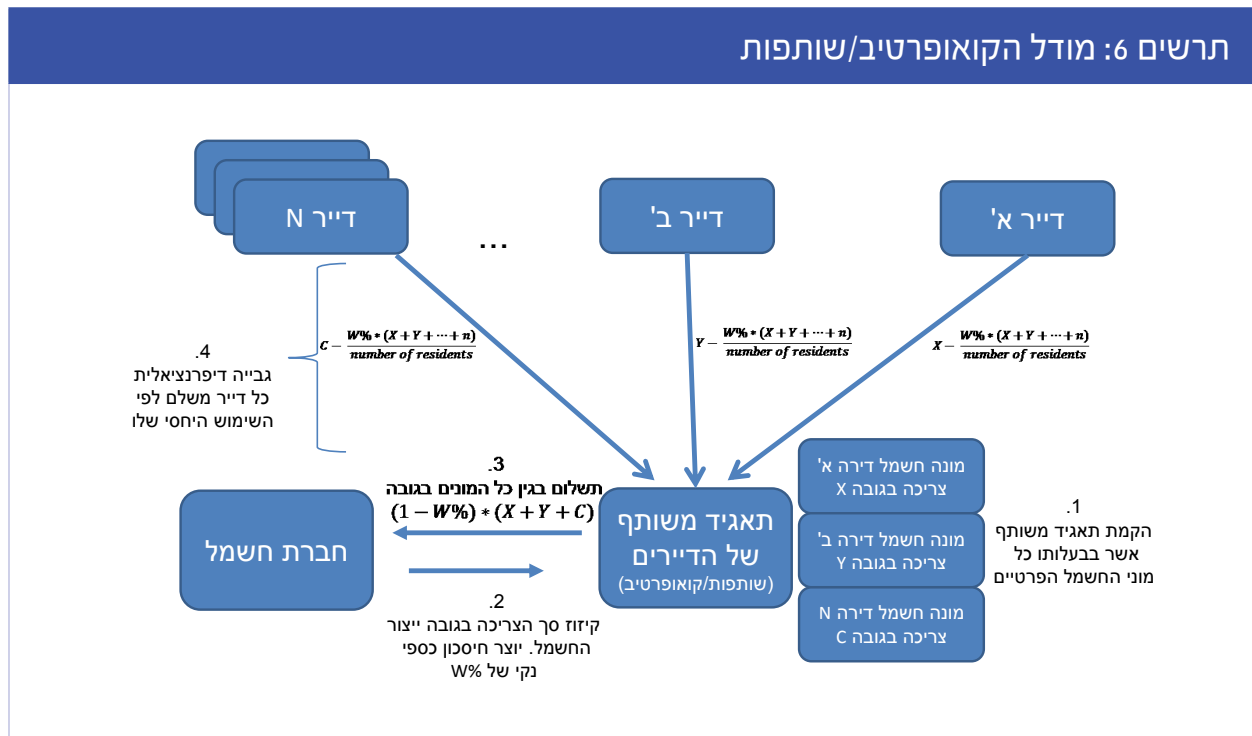 תרשים 6: מודל הקואופרטיב/שותפות
דייר א'
דייר ב'
...
דייר N
X − W% * (X + Y + ⋯ + n) / number of residents
Y − W% * (X + Y + ⋯ + n) / number of residents
C − W% * (X + Y + ⋯ + n) / number of residents
4.
גבייה דיפרנציאלית
כל דייר משלם לפי
השימוש היחסי שלו
1.
הקמת תאגיד משותף
אשר בבעלותו כל
מוני החשמל הפרטיים
מונה חשמל דירה א'
צריכה בגובה X
מונה חשמל דירה ב'
צריכה בגובה Y
מונה חשמל דירה N
צריכה בגובה C
תאגיד משותף
של הדיירים
(שותפות/קואופרטיב)
3.
תשלום בגין כל המונים בגובה
(1 − W%) * (X + Y + C)
חברת חשמל
2.
קיזוז סך הצריכה בגובה ייצור
החשמל. יוצר חיסכון כספי
נקי של W%